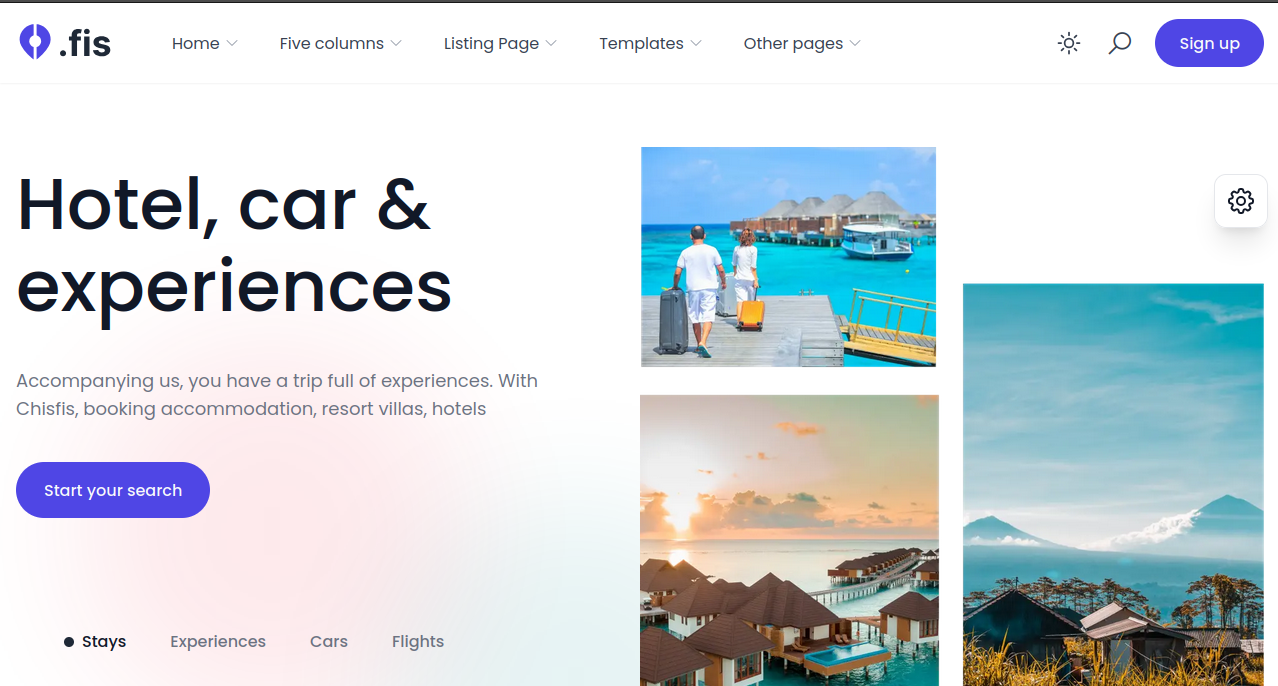 .fis
Home
Five columns
Listing Page
Templates
Other pages
Sign up
Hotel, car &
experiences
Accompanying us, you have a trip full of experiences. With
Chisfis, booking accommodation, resort villas, hotels
Start your search
Stays
Experiences
Cars
Flights